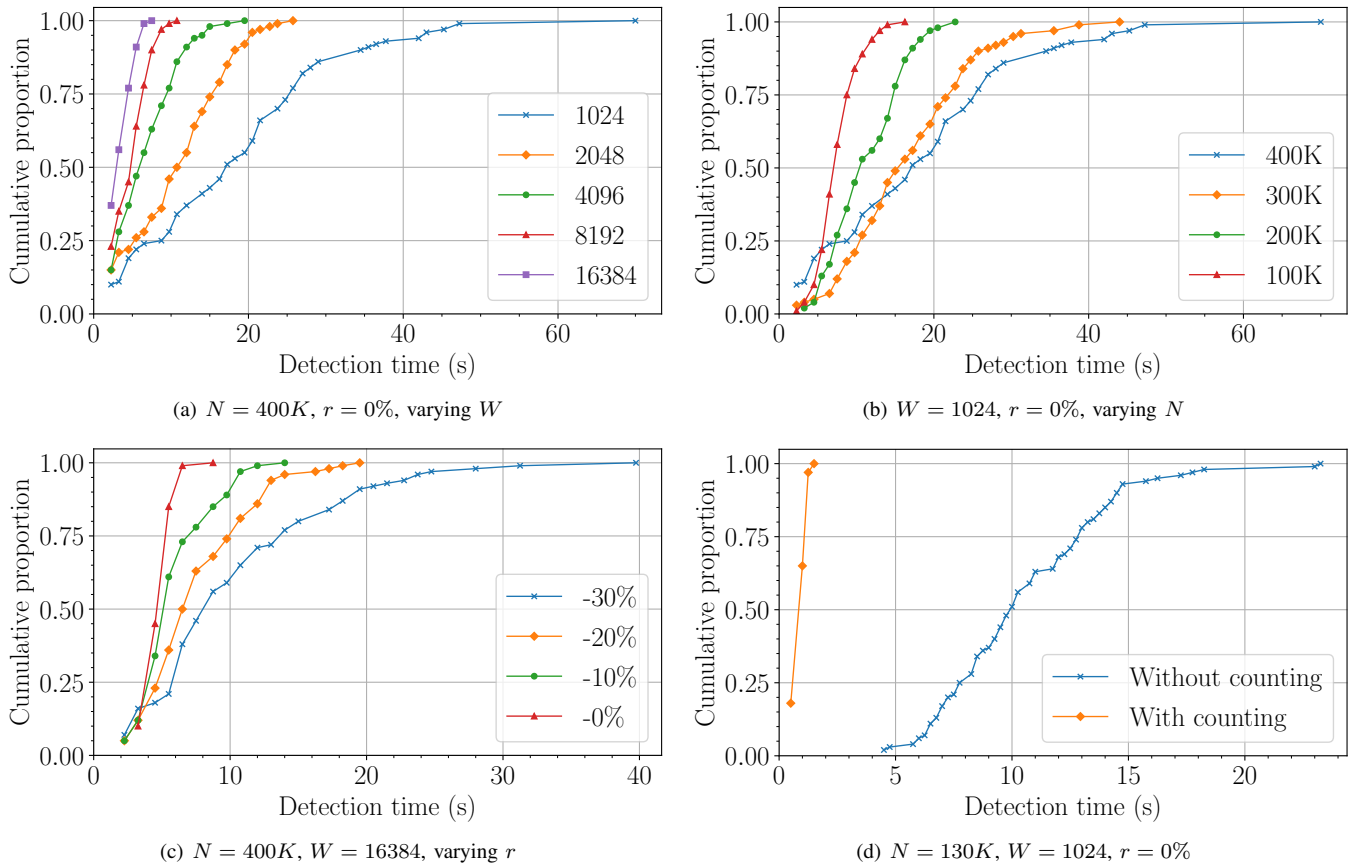 1.00
0.75
0.50
0.25
0.00
Cumulative proportion
0
20
40
60
Detection time (s)
1024
2048
4096
8192
16384
(a) N = 400K, r = 0%, varying W
1.00
0.75
0.50
0.25
0.00
Cumulative proportion
0
20
40
60
Detection time (s)
400K
300K
200K
100K
(b) W = 1024, r = 0%, varying N
1.00
0.75
0.50
0.25
0.00
Cumulative proportion
0
10
20
30
40
Detection time (s)
-30%
-20%
-10%
-0%
(c) N = 400K, W = 16384, varying r
1.00
0.75
0.50
0.25
0.00
Cumulative proportion
0
5
10
15
20
Detection time (s)
Without counting
With counting
(d) N = 130K, W = 1024, r = 0%